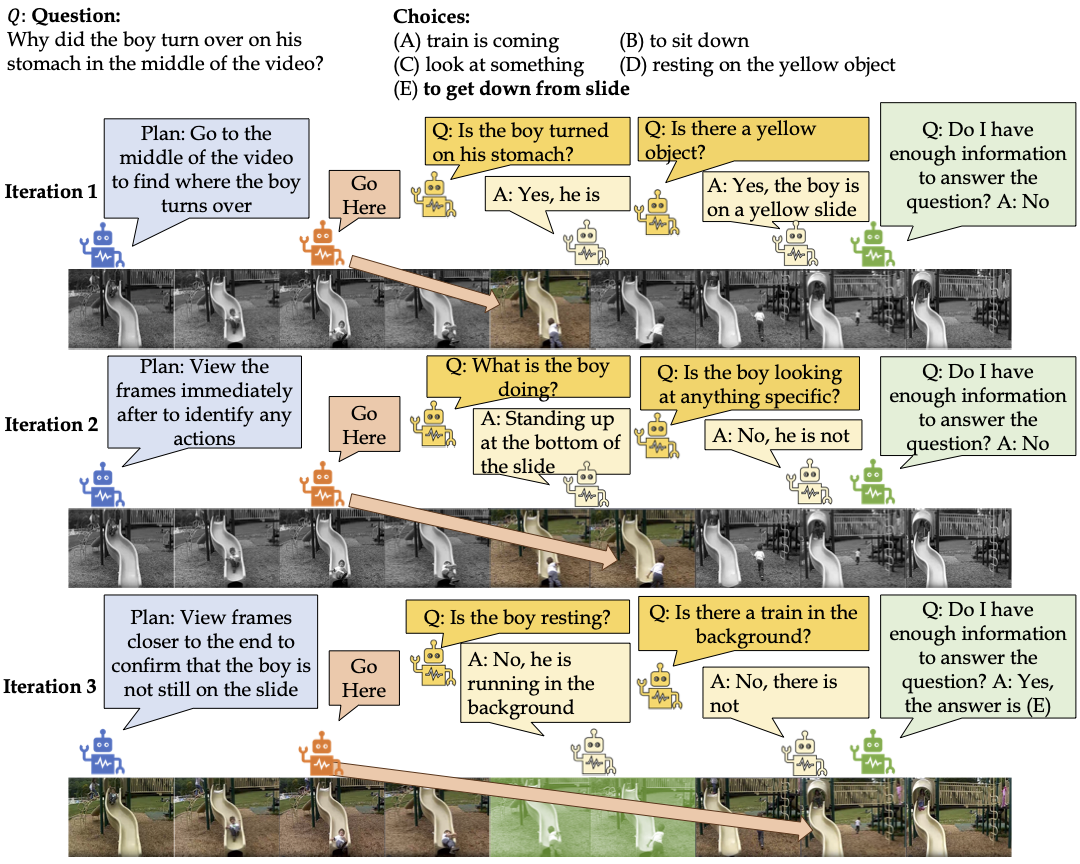 Q: Question:
Why did the boy turn over on his
stomach in the middle of the video?
Choices:
(A) train is coming
(B) to sit down
(C) look at something
(D) resting on the yellow object
(E) to get down from slide
Iteration 1
Plan: Go to the
middle of the video
to find where the boy
turns over
Go
Here
Q: Is the boy turned
on his stomach?
A: Yes, he is
Q: Is there a yellow
object?
A: Yes, the boy is
on a yellow slide
Q: Do I have
enough information
to answer the
question? A: No
Iteration 2
Plan: View the
frames immediately
after to identify any
actions
Go
Here
Q: What is the boy
doing?
A: Standing up
at the bottom of
the slide
Q: Is the boy looking
at anything specific?
A: No, he is not
Q: Do I have
enough information
to answer the
question? A: No
Iteration 3
Plan: View frames
closer to the end to
confirm that the boy is
not still on the slide
Go
Here
Q: Is the boy resting?
A: No, he is
running in the
background
Q: Is there a train in the
background?
A: No, there is
not
Q: Do I have
enough information
to answer the
question? A: Yes,
the answer is (E)